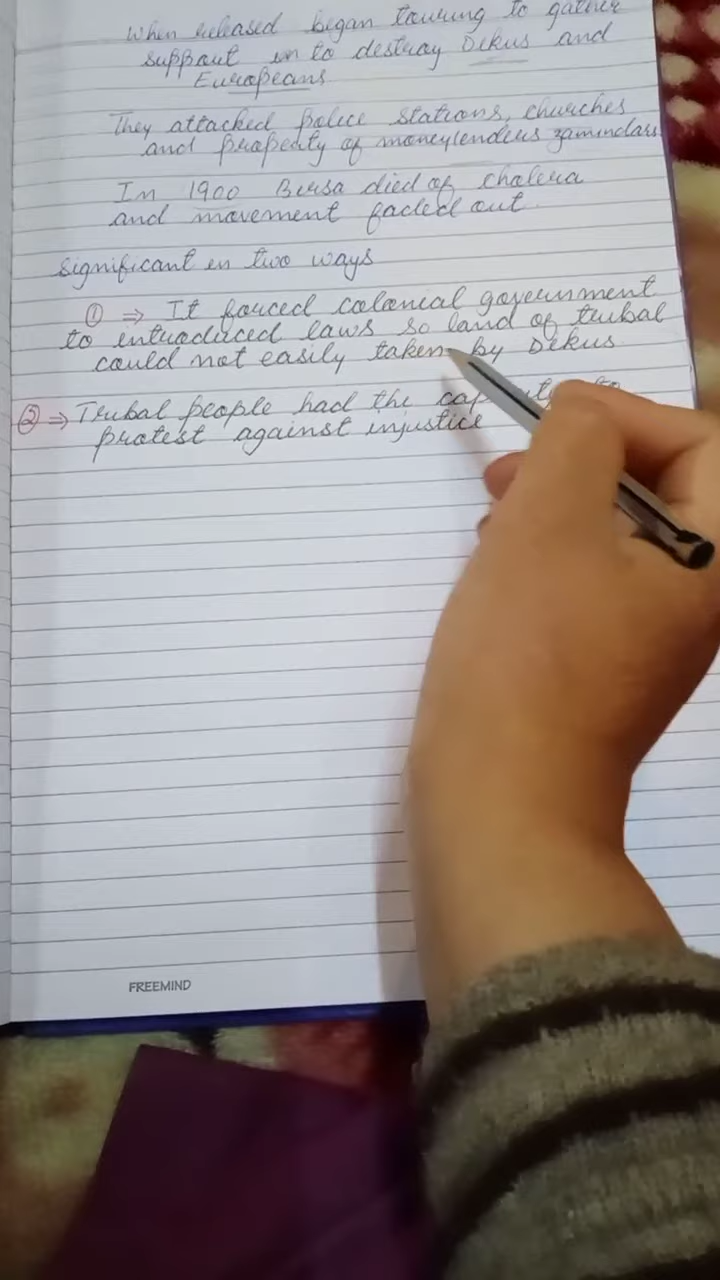 When released began touring to gather
support in to destroy Dikus and
Europeans
They attacked police stations, churches
and property of moneylenders zamindars
In 1900 Birsa died of cholera
and movement faded out.
significant in two ways
① ⇒ It forced colonial government
to introduced laws so land of tribal
could not easily taken by Dikus
② ⇒ Tribal people had the
protest against injustice
FREEMIND